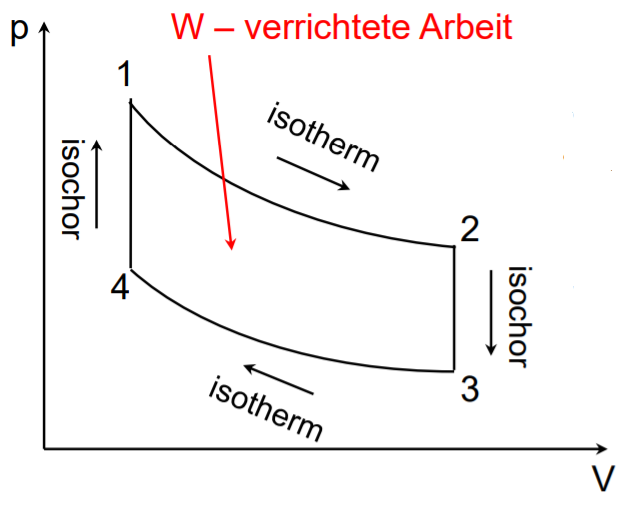 p
W – verrichtete Arbeit
1
isotherm
isochor
2
4
isochor
3
isotherm
V